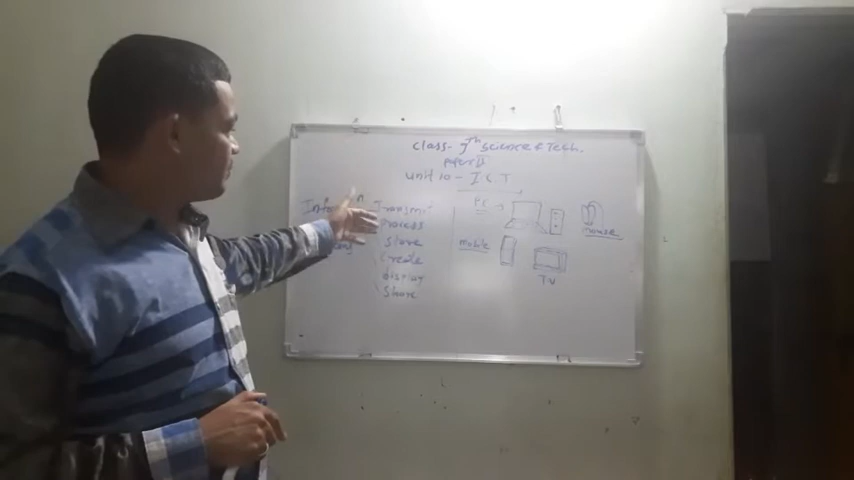 class- 9th science & Tech.
paper II
unit 10 - I C T
Transmit
process
store
create
display
share
PC
mouse
mobile
TV